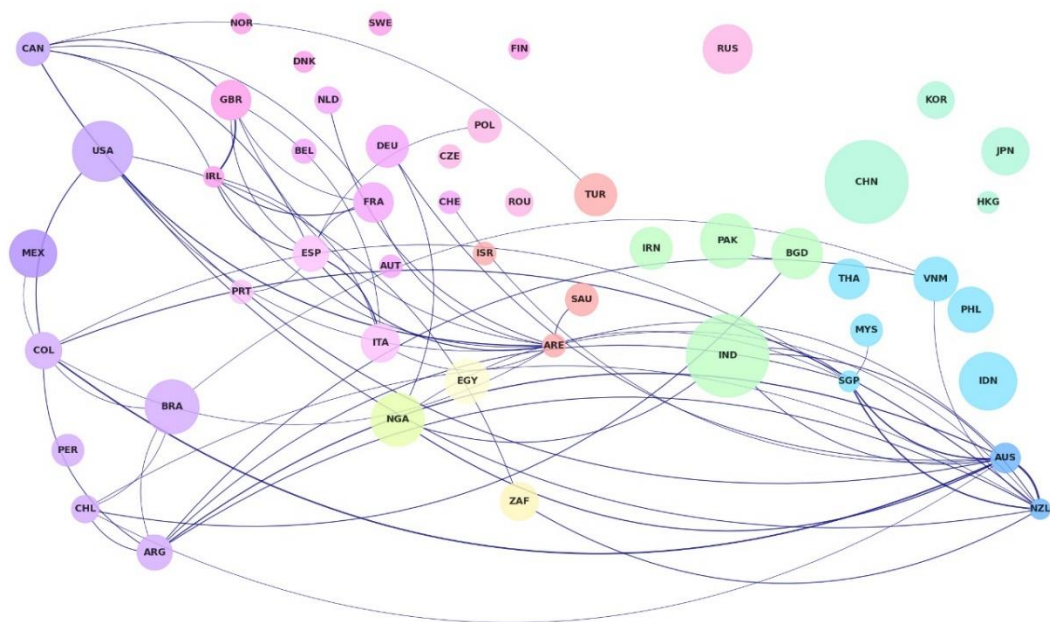 NOR
SWE
CAN
FIN
RUS
DNK
GBR
NLD
KOR
POL
USA
BEL
DEU
CZE
JPN
IRL
CHN
TUR
FRA
CHE
ROU
HKG
MEX
ESP
ISR
IRN
PAK
BGD
AUT
THA
VNM
PRT
SAU
PHL
COL
ITA
ARE
MYS
IND
EGY
SGP
IDN
BRA
NGA
PER
AUS
CHL
ZAF
NZL
ARG